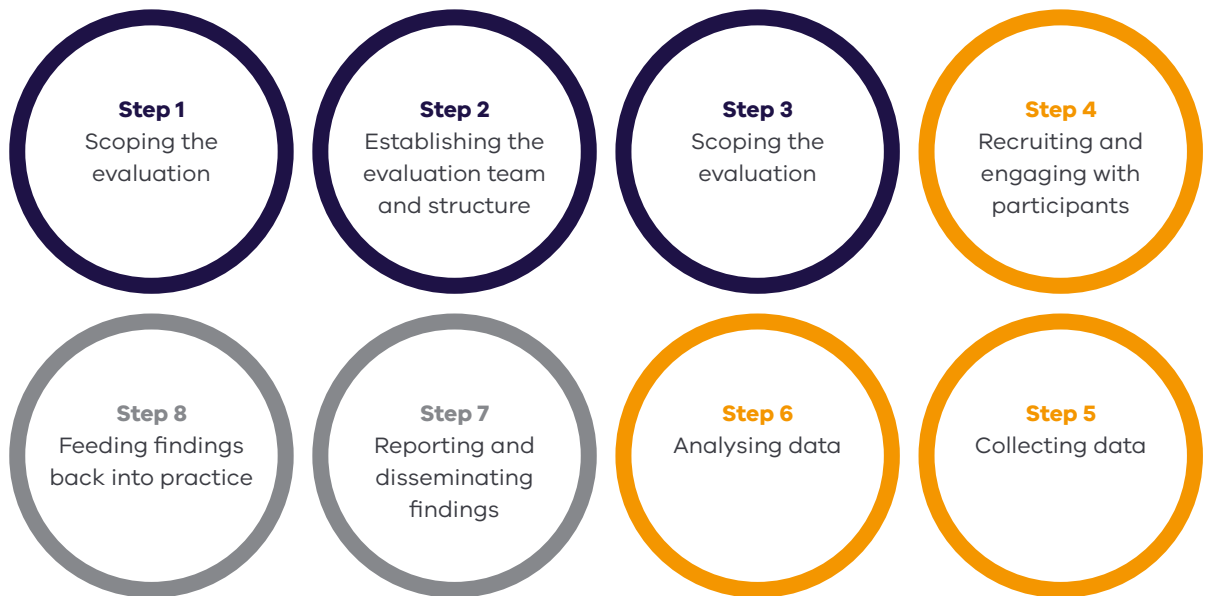 Step 1
Scoping the
evaluation
Step 2
Establishing the
evaluation team
and structure
Step 3
Scoping the
evaluation
Step 4
Recruiting and
engaging with
participants
Step 8
Feeding findings
back into practice
Step 7
Reporting and
disseminating
findings
Step 6
Analysing data
Step 5
Collecting data